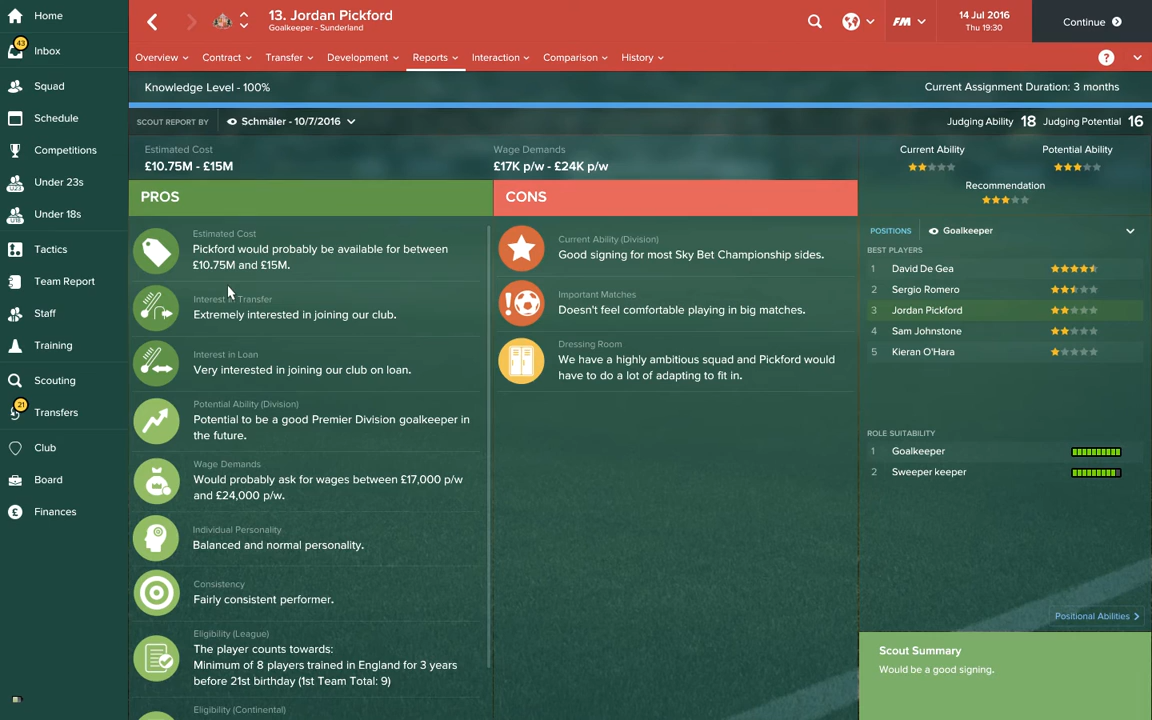 Home
43
Inbox
Squad
Schedule
Competitions
U23
Under 23s
U18
Under 18s
Tactics
Team Report
Staff
Training
Scouting
21
Transfers
Club
Board
Finances
13. Jordan Pickford
Goalkeeper - Sunderland
FM
14 Jul 2016
Thu 19:30
Continue
Overview
Contract
Transfer
Development
Reports
Interaction
Comparison
History
?
Knowledge Level - 100%
Current Assignment Duration: 3 months
SCOUT REPORT BY
Schmäler - 10/7/2016
Judging Ability 18 Judging Potential 16
Estimated Cost
£10.75M - £15M
Wage Demands
£17K p/w - £24K p/w
Current Ability
Potential Ability
Recommendation
PROS
Estimated Cost
Pickford would probably be available for between
£10.75M and £15M.
Interest in Transfer
Extremely interested in joining our club.
Interest in Loan
Very interested in joining our club on loan.
Potential Ability (Division)
Potential to be a good Premier Division goalkeeper in
the future.
Wage Demands
Would probably ask for wages between £17,000 p/w
and £24,000 p/w.
Individual Personality
Balanced and normal personality.
Consistency
Fairly consistent performer.
Eligibility (League)
The player counts towards:
Minimum of 8 players trained in England for 3 years
before 21st birthday (1st Team Total: 9)
Eligibility (Continental)
CONS
Current Ability (Division)
Good signing for most Sky Bet Championship sides.
Important Matches
Doesn't feel comfortable playing in big matches.
Dressing Room
We have a highly ambitious squad and Pickford would
have to do a lot of adapting to fit in.
POSITIONS
Goalkeeper
BEST PLAYERS
1 David De Gea
2 Sergio Romero
3 Jordan Pickford
4 Sam Johnstone
5 Kieran O'Hara
ROLE SUITABILITY
1 Goalkeeper
2 Sweeper keeper
Positional Abilities
Scout Summary
Would be a good signing.